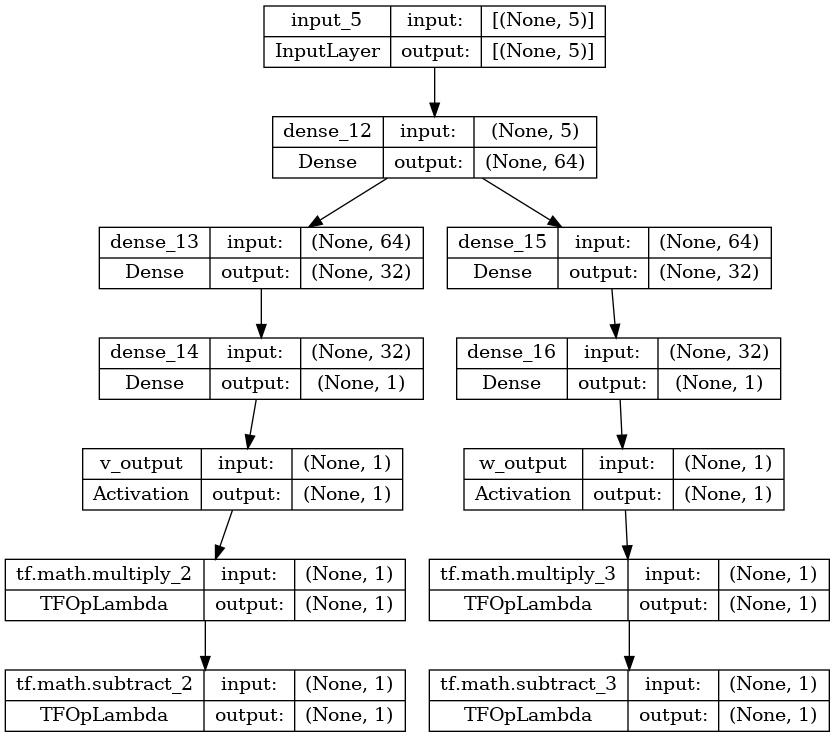 input_5 input: [(None, 5)]
InputLayer output: [(None, 5)]
dense_12 input: (None, 5)
Dense output: (None, 64)
dense_13 input: (None, 64)
Dense output: (None, 32)
dense_15 input: (None, 64)
Dense output: (None, 32)
dense_14 input: (None, 32)
Dense output: (None, 1)
dense_16 input: (None, 32)
Dense output: (None, 1)
v_output input: (None, 1)
Activation output: (None, 1)
w_output input: (None, 1)
Activation output: (None, 1)
tf.math.multiply_2 input: (None, 1)
TFOpLambda output: (None, 1)
tf.math.multiply_3 input: (None, 1)
TFOpLambda output: (None, 1)
tf.math.subtract_2 input: (None, 1)
TFOpLambda output: (None, 1)
tf.math.subtract_3 input: (None, 1)
TFOpLambda output: (None, 1)